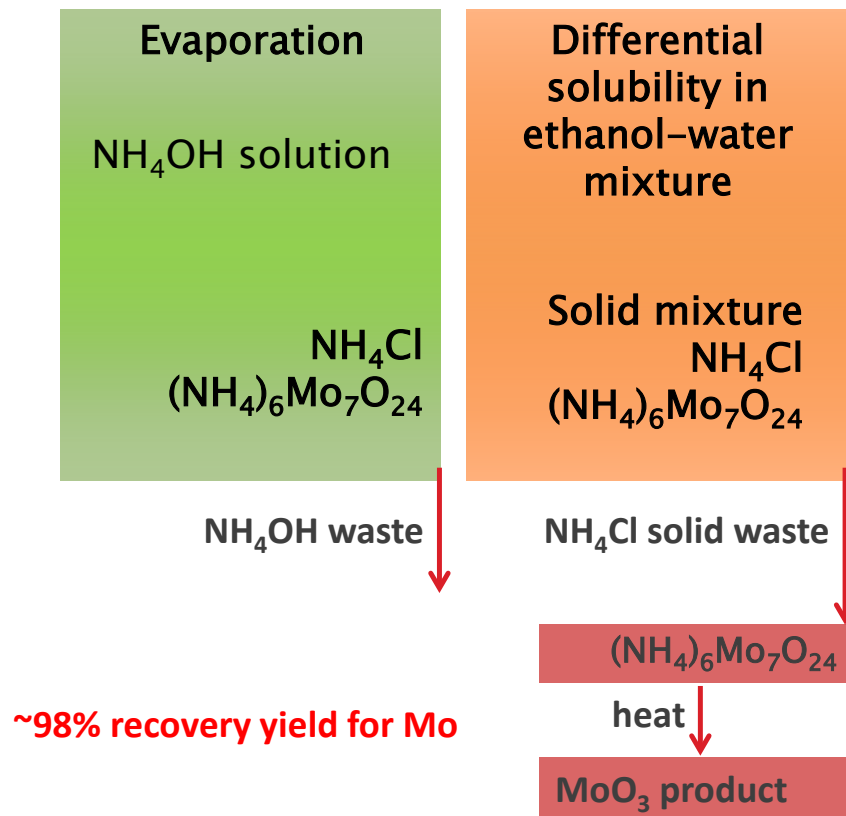 Evaporation
NH₄OH solution
NH₄Cl
(NH₄)₆Mo₇O₂₄
NH₄OH waste
Differential
solubility in
ethanol–water
mixture
Solid mixture
NH₄Cl
(NH₄)₆Mo₇O₂₄
NH₄Cl solid waste
(NH₄)₆Mo₇O₂₄
heat
MoO₃ product
~98% recovery yield for Mo